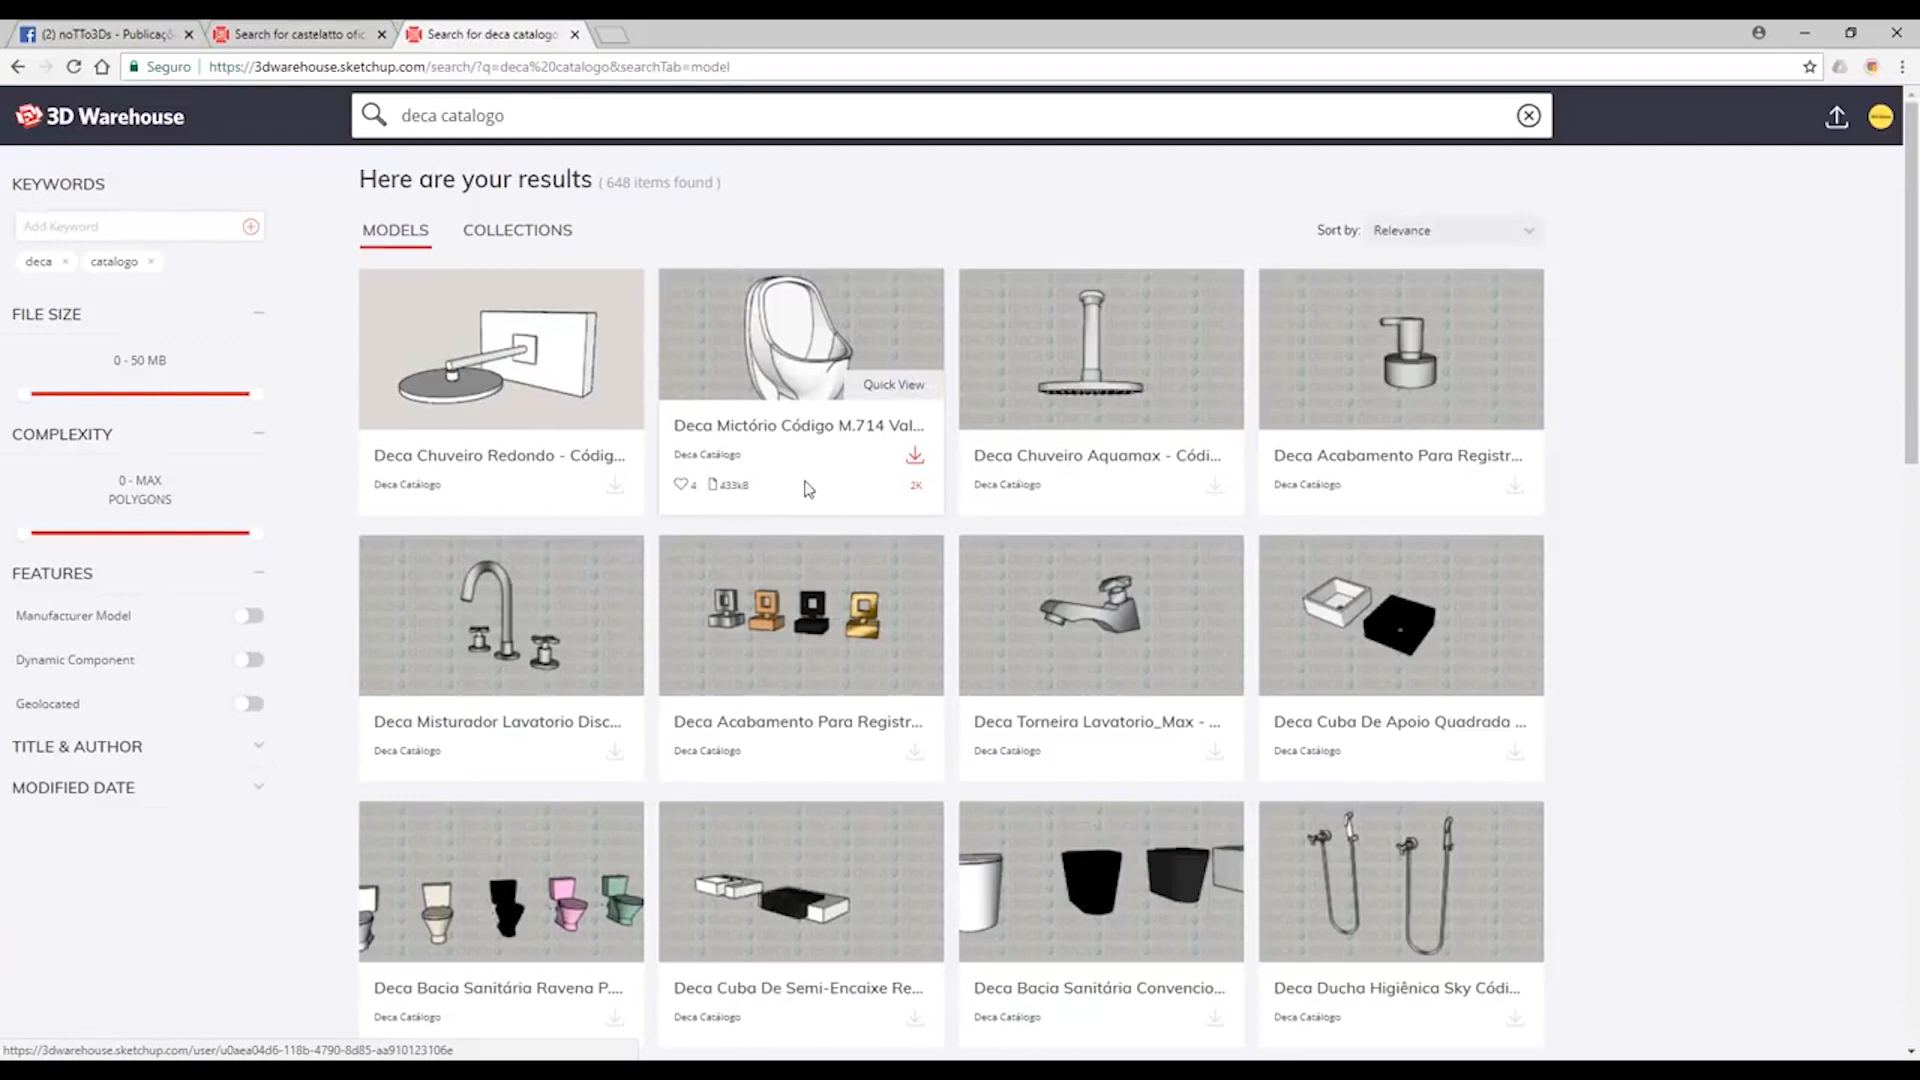 (2) noTTo3Ds - Publicaçõ
Search for castelatto ofic
Search for deca catalogo
Seguro
https://3dwarehouse.sketchup.com/search/?q=deca%20catalogo&searchTab=model
3D Warehouse
deca catalogo
KEYWORDS
Add Keyword
deca ×
catalogo ×
FILE SIZE
0 - 50 MB
COMPLEXITY
0 - MAX
POLYGONS
FEATURES
Manufacturer Model
Dynamic Component
Geolocated
TITLE & AUTHOR
MODIFIED DATE
Here are your results ( 648 items found )
MODELS
COLLECTIONS
Sort by: Relevance
Deca Chuveiro Redondo - Códig...
Deca Catálogo
Quick View
Deca Mictório Código M.714 Val...
Deca Catálogo
4
433kB
2K
Deca Chuveiro Aquamax - Códi...
Deca Catálogo
Deca Acabamento Para Registr...
Deca Catálogo
Deca Misturador Lavatorio Disc...
Deca Catálogo
Deca Acabamento Para Registr...
Deca Catálogo
Deca Torneira Lavatorio_Max - ...
Deca Catálogo
Deca Cuba De Apoio Quadrada ...
Deca Catálogo
Deca Bacia Sanitária Ravena P....
Deca Catálogo
Deca Cuba De Semi-Encaixe Re...
Deca Catálogo
Deca Bacia Sanitária Convencio...
Deca Catálogo
Deca Ducha Higiênica Sky Códi...
Deca Catálogo
https://3dwarehouse.sketchup.com/user/u0aea04d6-118b-4790-8d85-aa910123106e